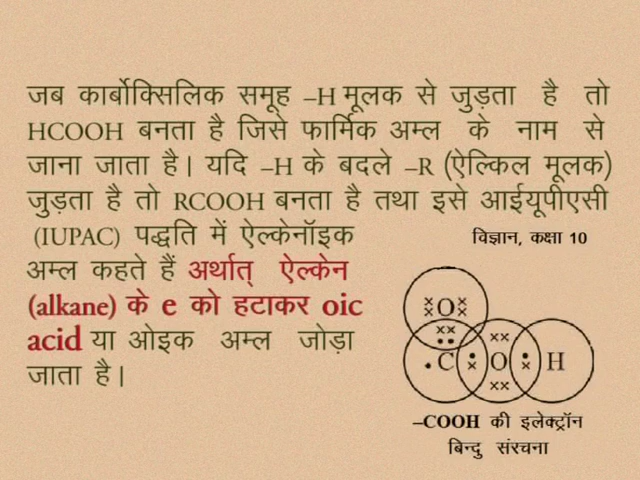 जब कार्बोक्सिलिक समूह –H मूलक से जुड़ता है तो
HCOOH बनता है जिसे फार्मिक अम्ल के नाम से
जाना जाता है। यदि –H के बदले –R (ऐल्किल मूलक)
जुड़ता है तो RCOOH बनता है तथा इसे आईयूपीएसी
(IUPAC) पद्धति में ऐल्केनॉइक
अम्ल कहते हैं अर्थात् ऐल्केन
(alkane) के e को हटाकर oic
acid या ओइक अम्ल जोड़ा
जाता है।
विज्ञान, कक्षा 10
O
C O H
–COOH की इलेक्ट्रॉन
बिन्दु संरचना